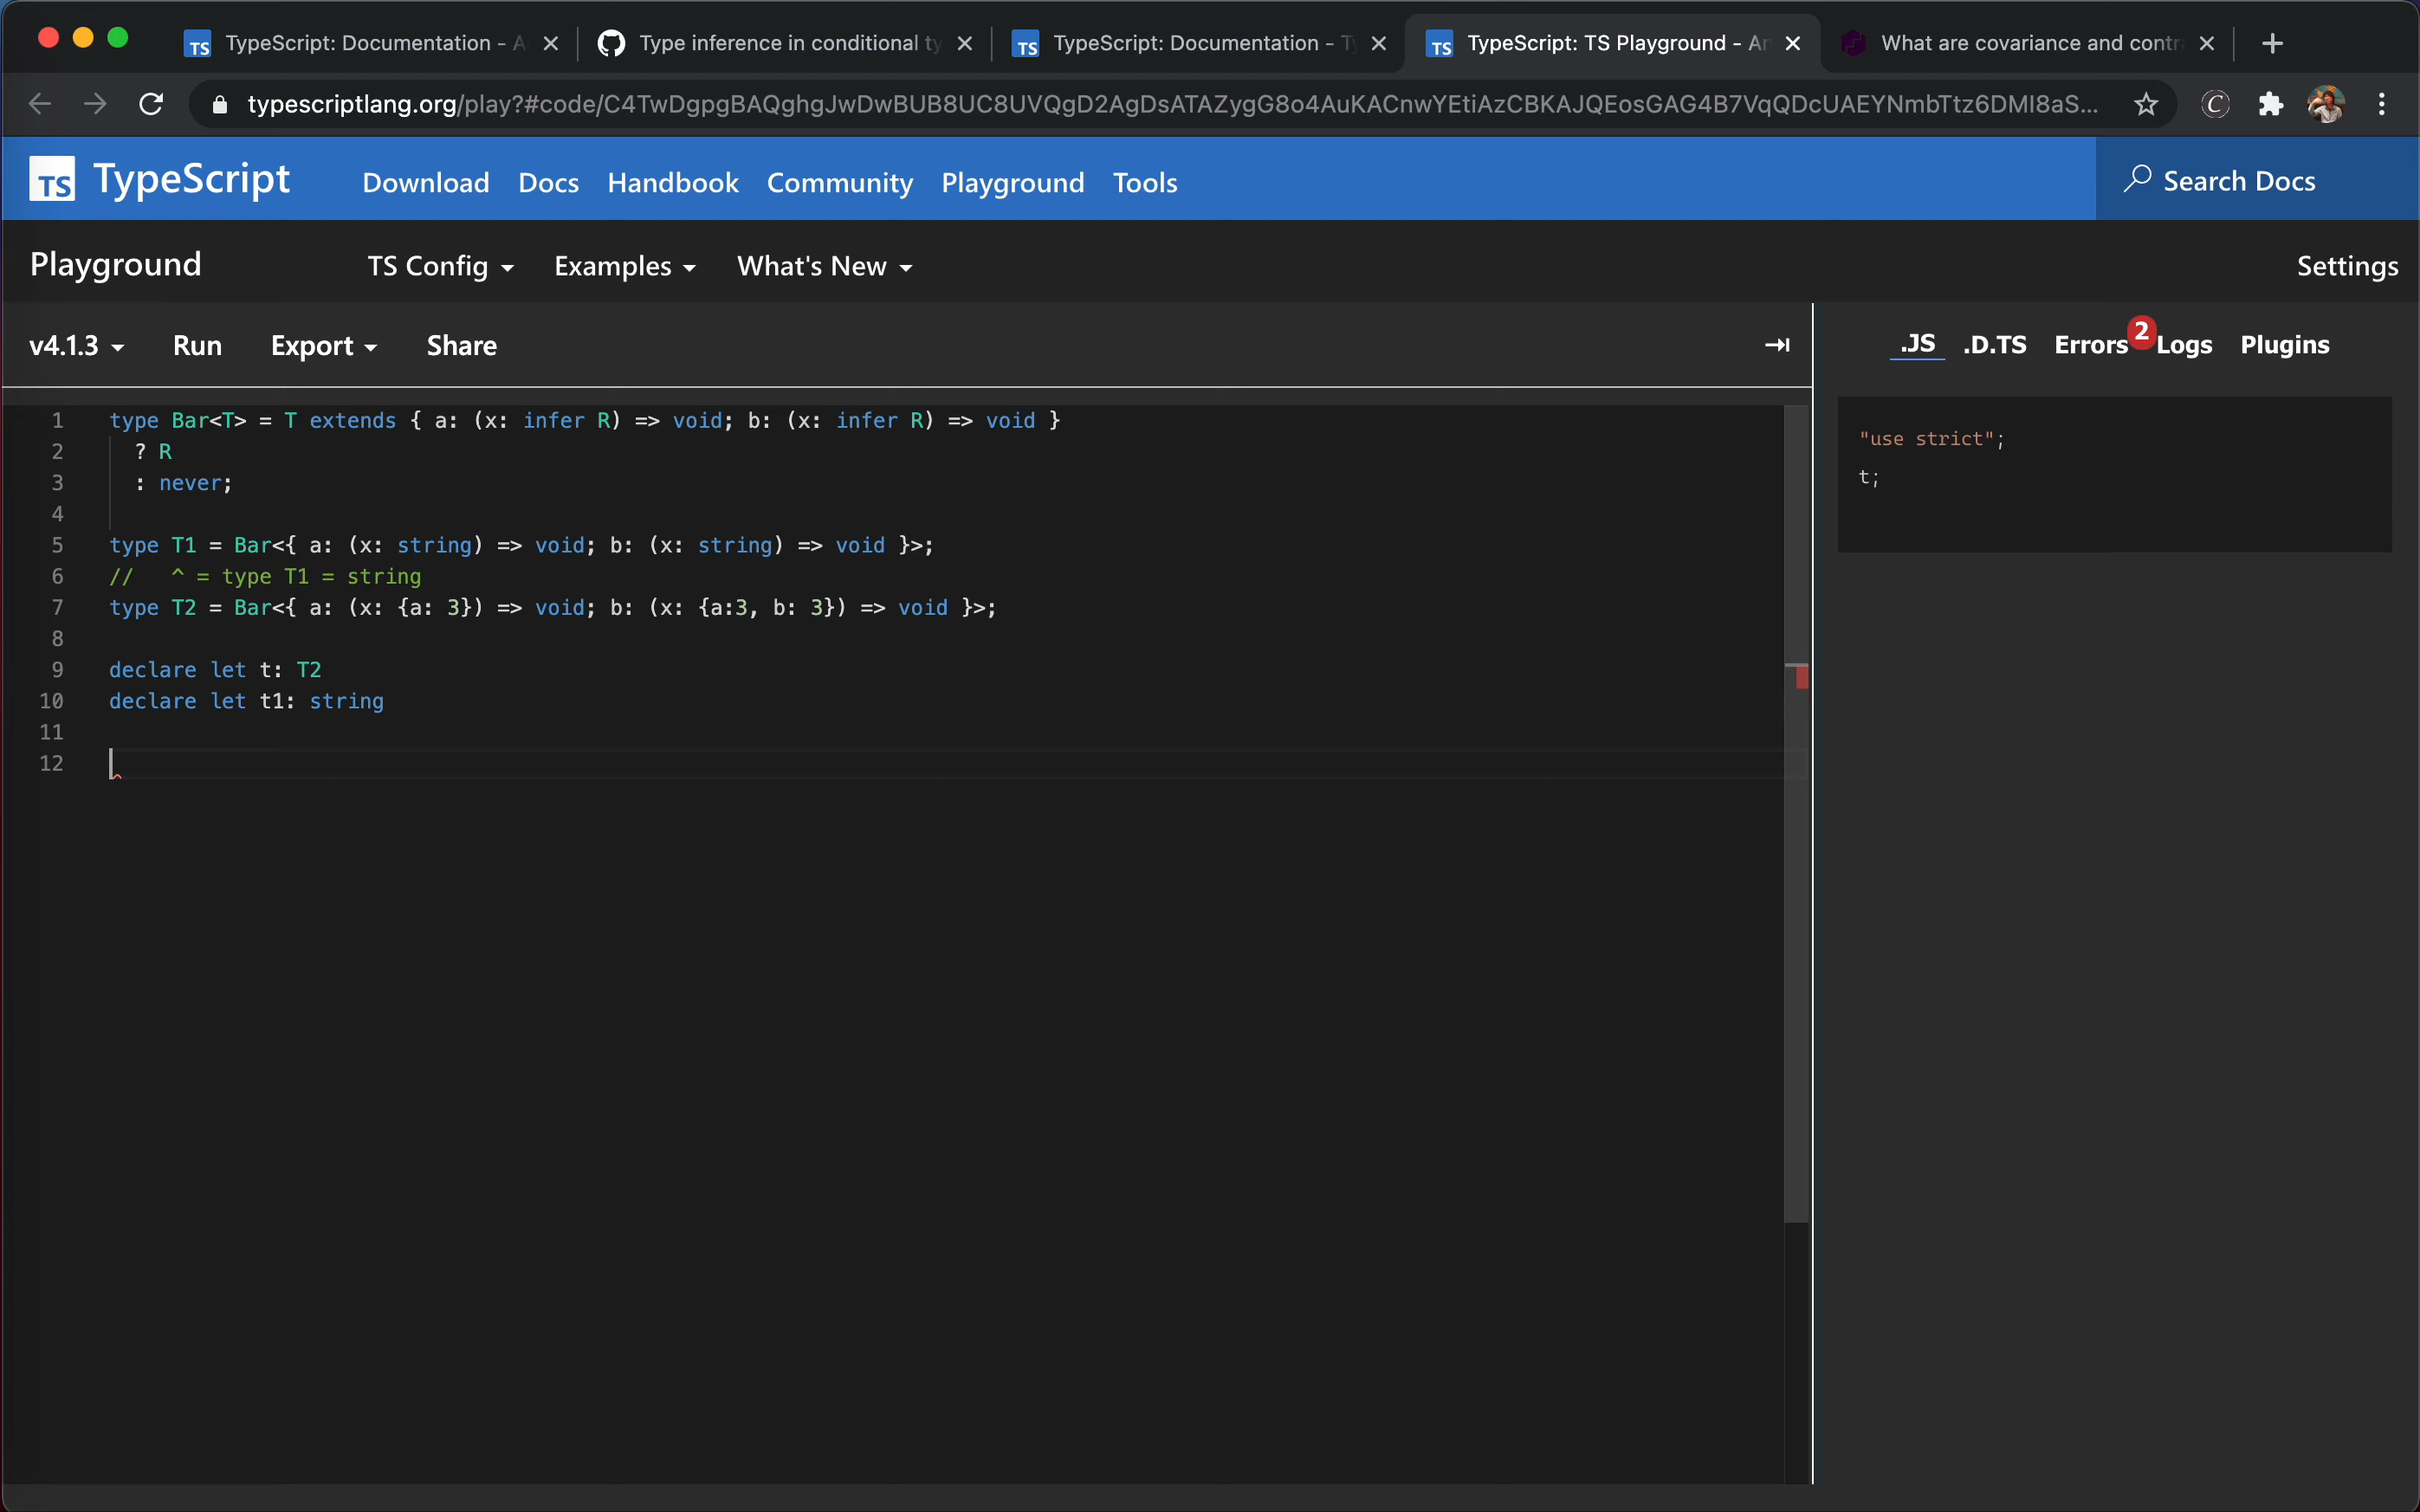 TypeScript: Documentation - A
Type inference in conditional ty
TypeScript: Documentation - Ty
TypeScript: TS Playground - An
What are covariance and contra
typescriptlang.org/play?#code/C4TwDgpgBAQghgJwDwBUB8UC8UVQgD2AgDsATAZygG8o4AuKACnwYEtiAzCBKAJQEosGAG4B7VqQDcUAEYNmbTtz6DMI8aS...
TS TypeScript Download Docs Handbook Community Playground Tools Search Docs
Playground TS Config Examples What's New Settings
v4.1.3 Run Export Share
.JS .D.TS Errors 2 Logs Plugins
1 type Bar<T> = T extends { a: (x: infer R) => void; b: (x: infer R) => void }
2 ? R
3 : never;
4
5 type T1 = Bar<{ a: (x: string) => void; b: (x: string) => void }>;
6 // ^ = type T1 = string
7 type T2 = Bar<{ a: (x: {a: 3}) => void; b: (x: {a:3, b: 3}) => void }>;
8
9 declare let t: T2
10 declare let t1: string
11
12
"use strict";
t;